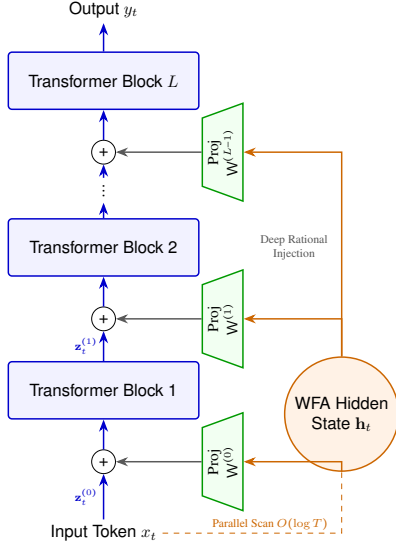 Output y_t
Transformer Block L
Proj
W^(L−1)
⋮
Deep Rational
Injection
Transformer Block 2
Proj
W^(1)
z_t^(1)
Transformer Block 1
WFA Hidden
State h_t
Proj
W^(0)
z_t^(0)
Parallel Scan O(log T)
Input Token x_t